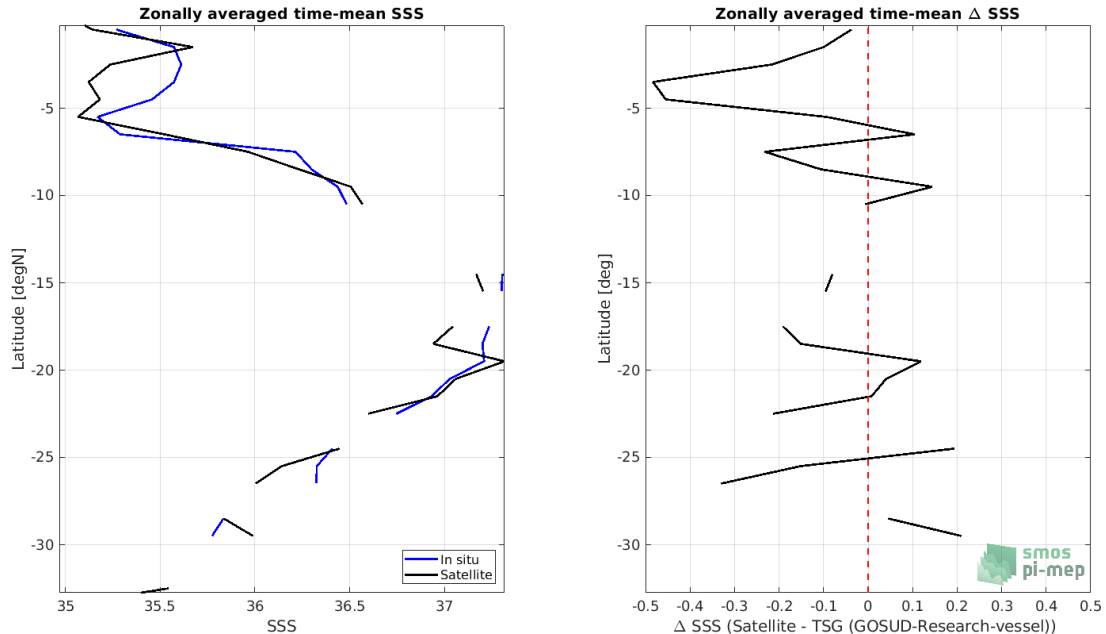 Zonally averaged time-mean SSS
Latitude [degN]
-5
-10
-15
-20
-25
-30
35
35.5
36
36.5
37
SSS
In situ
Satellite
Zonally averaged time-mean Δ SSS
Latitude [deg]
-5
-10
-15
-20
-25
-30
-0.5
-0.4
-0.3
-0.2
-0.1
0
0.1
0.2
0.3
0.4
0.5
Δ SSS (Satellite - TSG (GOSUD-Research-vessel))
smos
pi-mep